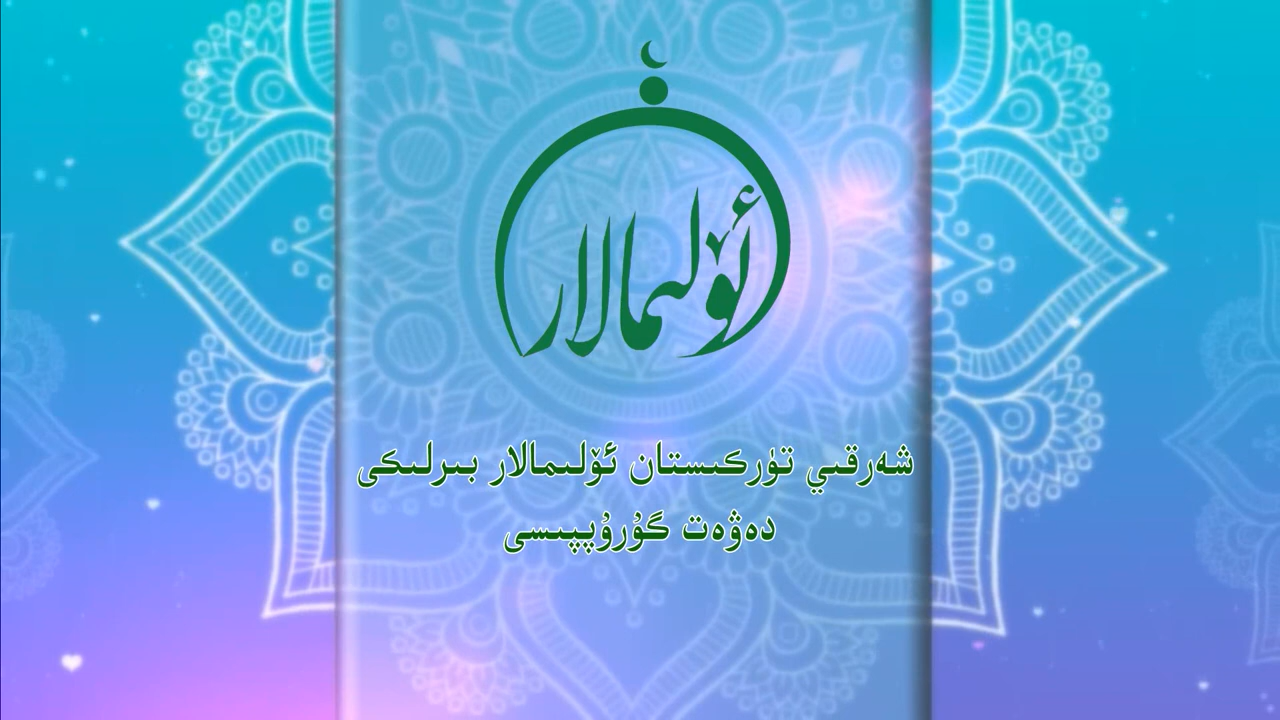 ئۆلىمالار
شەرقىي تۈركىستان ئۆلىمالار بىرلىكى
دەۋەت گۇرۇپپىسى